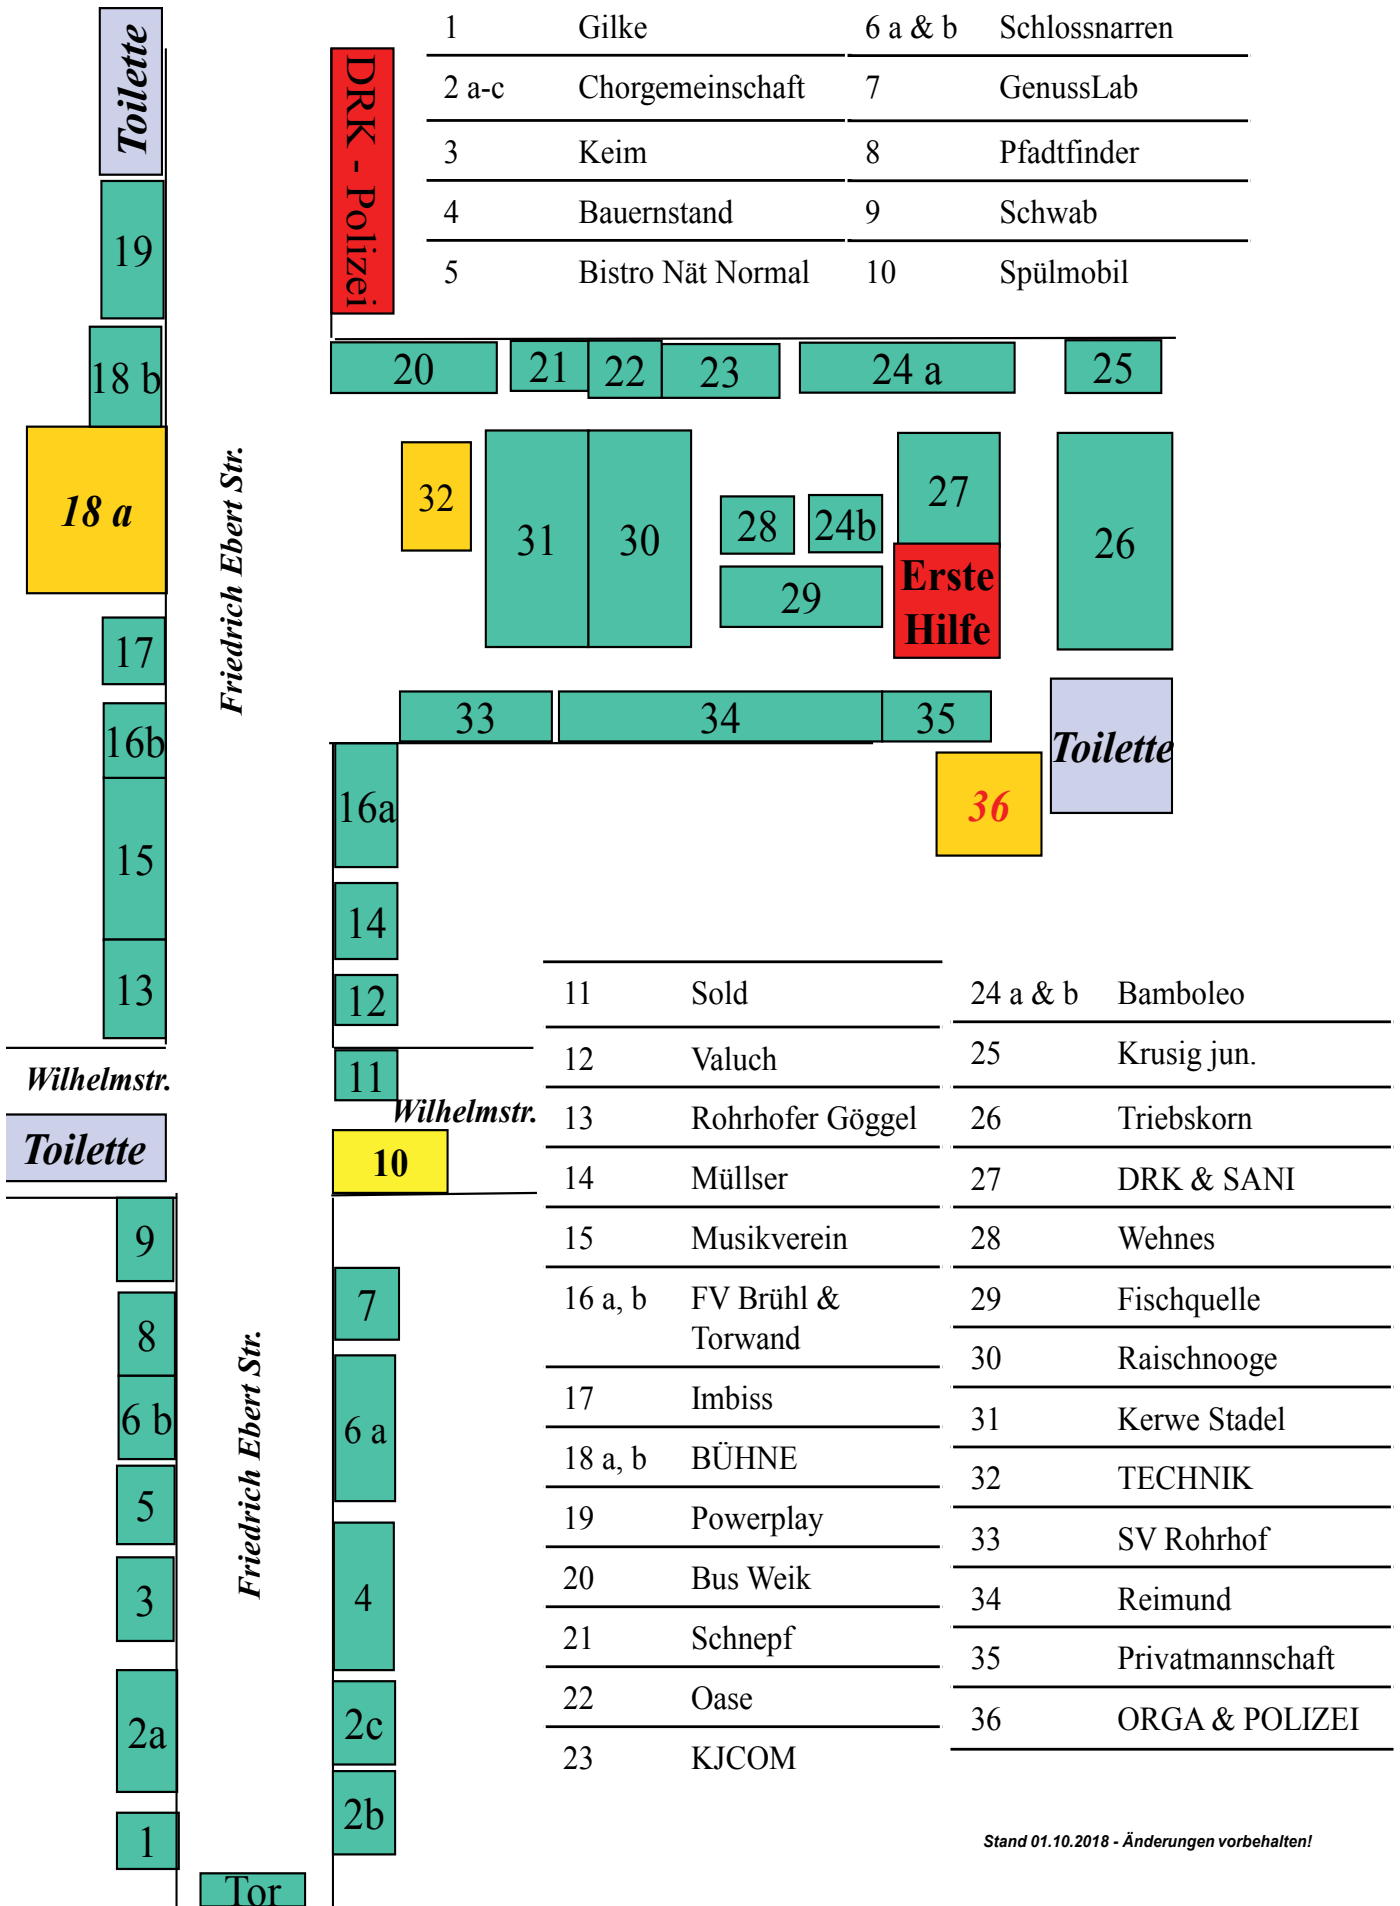 Toilette
DRK - Polizei
1 Gilke 6 a & b Schlossnarren
2 a-c Chorgemeinschaft 7 GenussLab
3 Keim 8 Pfadtfinder
4 Bauernstand 9 Schwab
5 Bistro Nät Normal 10 Spülmobil
19
18 b
18 a
17
16b
15
13
Friedrich Ebert Str.
20 21 22 23 24 a 25
32 31 30 28 24b 27 26
29
Erste
Hilfe
33 34 35
Toilette
36
16a
14
12
11
Wilhelmstr.
Wilhelmstr.
Toilette
10
9
8
6 b
5
3
2a
1
Friedrich Ebert Str.
7
6 a
4
2c
2b
Tor
11 Sold
12 Valuch
13 Rohrhofer Göggel
14 Müllser
15 Musikverein
16 a, b FV Brühl &
Torwand
17 Imbiss
18 a, b BÜHNE
19 Powerplay
20 Bus Weik
21 Schnepf
22 Oase
23 KJCOM
24 a & b Bamboleo
25 Krusig jun.
26 Triebskorn
27 DRK & SANI
28 Wehnes
29 Fischquelle
30 Raischnooge
31 Kerwe Stadel
32 TECHNIK
33 SV Rohrhof
34 Reimund
35 Privatmannschaft
36 ORGA & POLIZEI
Stand 01.10.2018 - Änderungen vorbehalten!